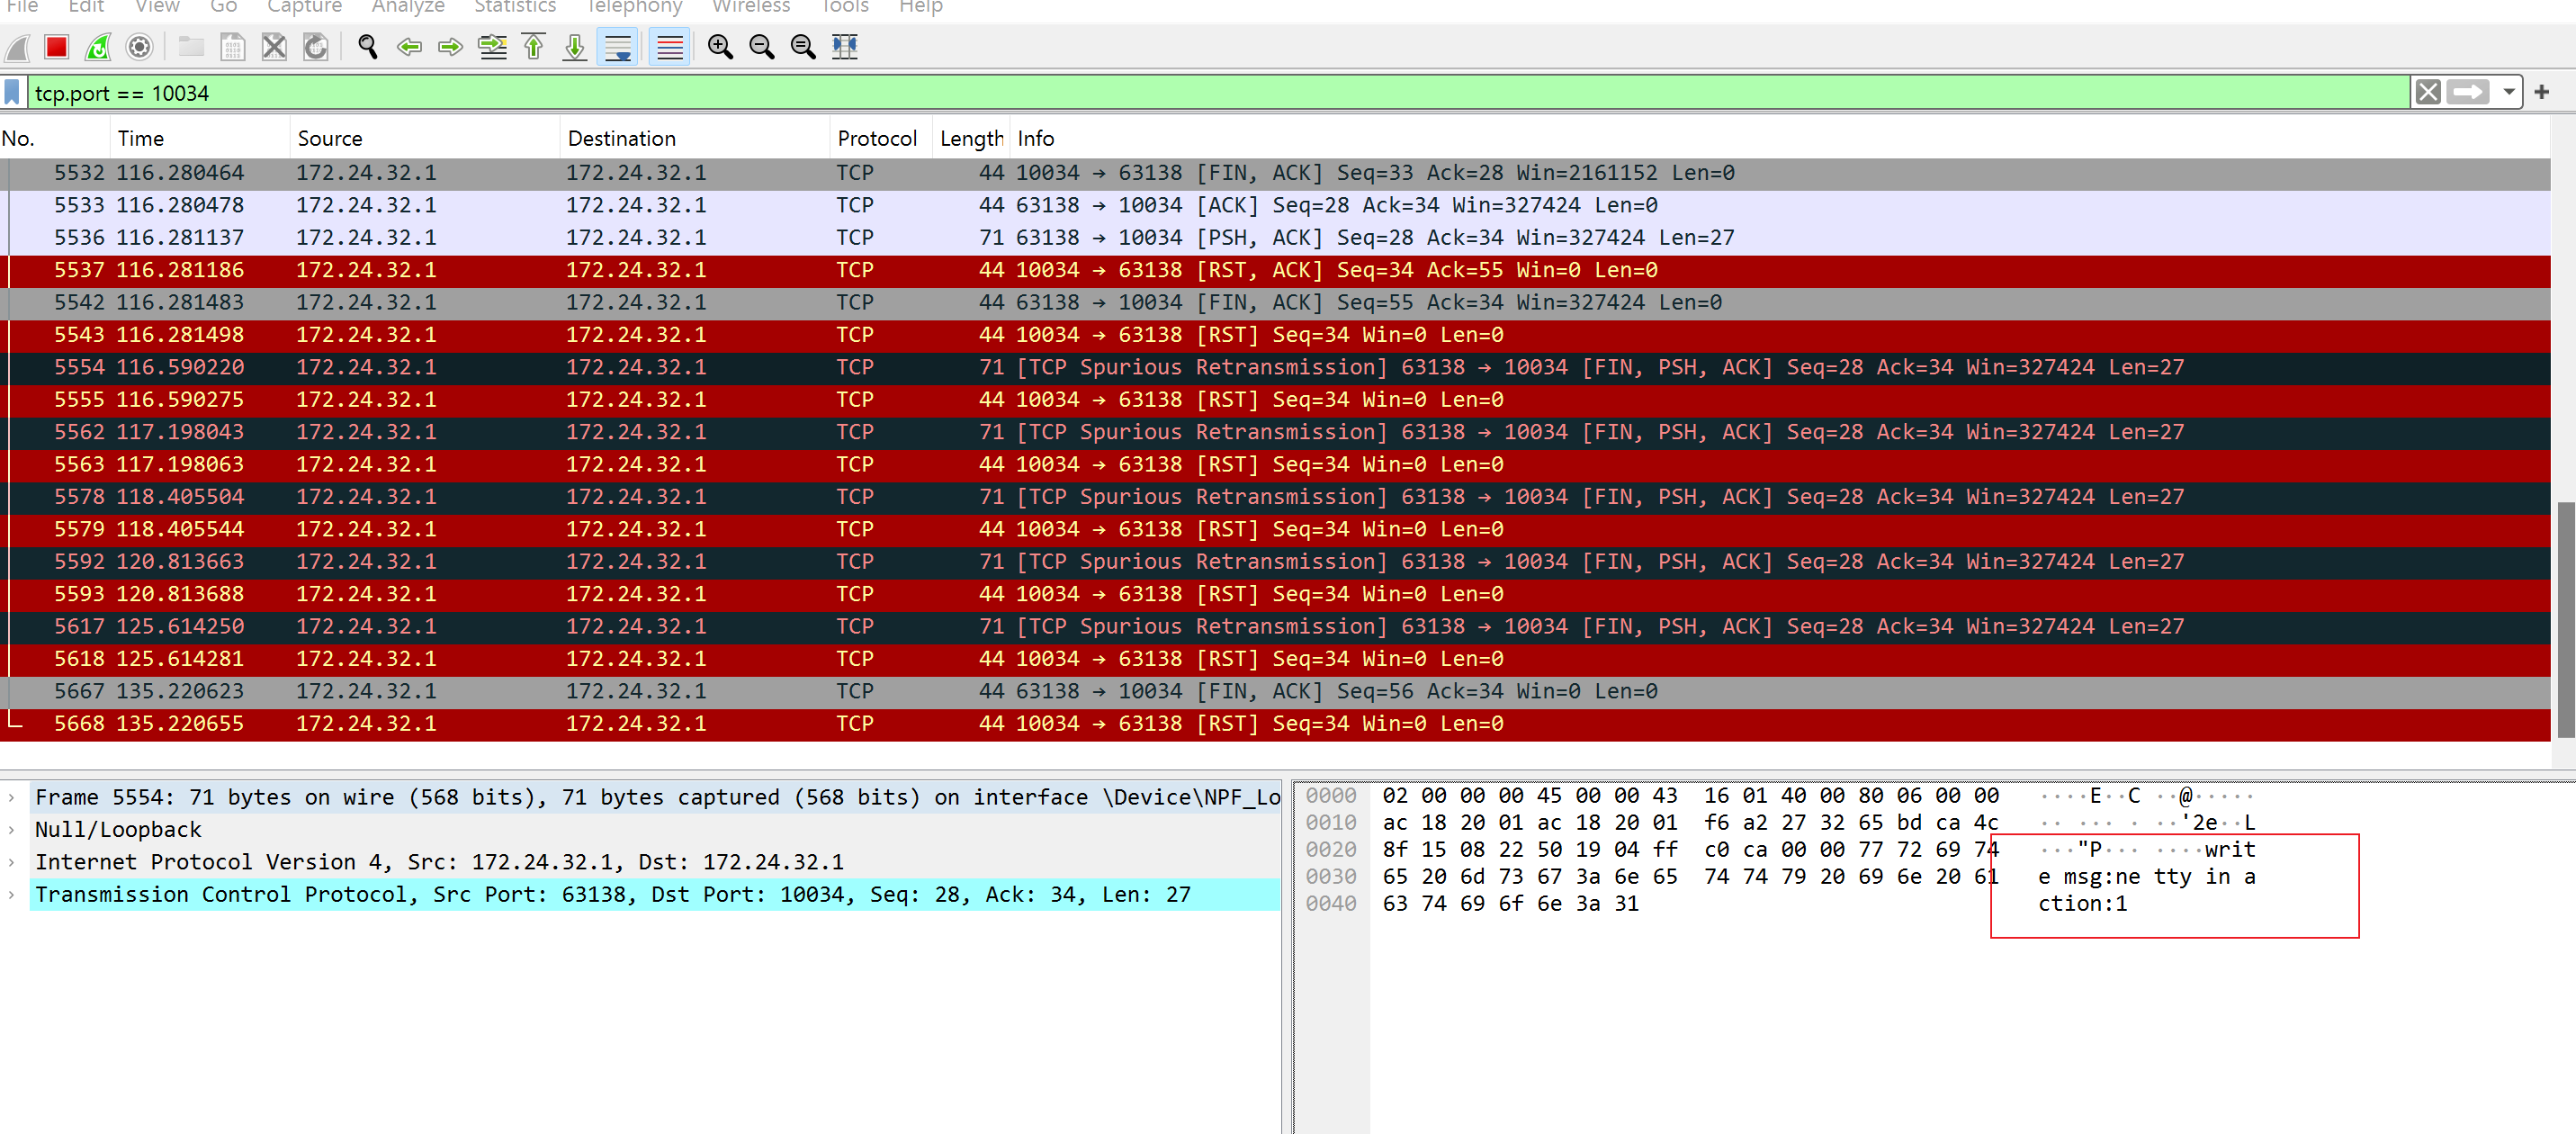 File Edit View Go Capture Analyze Statistics Telephony Wireless Tools Help
tcp.port == 10034
No. Time Source Destination Protocol Length Info
5532 116.280464 172.24.32.1 172.24.32.1 TCP 44 10034 → 63138 [FIN, ACK] Seq=33 Ack=28 Win=2161152 Len=0
5533 116.280478 172.24.32.1 172.24.32.1 TCP 44 63138 → 10034 [ACK] Seq=28 Ack=34 Win=327424 Len=0
5536 116.281137 172.24.32.1 172.24.32.1 TCP 71 63138 → 10034 [PSH, ACK] Seq=28 Ack=34 Win=327424 Len=27
5537 116.281186 172.24.32.1 172.24.32.1 TCP 44 10034 → 63138 [RST, ACK] Seq=34 Ack=55 Win=0 Len=0
5542 116.281483 172.24.32.1 172.24.32.1 TCP 44 63138 → 10034 [FIN, ACK] Seq=55 Ack=34 Win=327424 Len=0
5543 116.281498 172.24.32.1 172.24.32.1 TCP 44 10034 → 63138 [RST] Seq=34 Win=0 Len=0
5554 116.590220 172.24.32.1 172.24.32.1 TCP 71 [TCP Spurious Retransmission] 63138 → 10034 [FIN, PSH, ACK] Seq=28 Ack=34 Win=327424 Len=27
5555 116.590275 172.24.32.1 172.24.32.1 TCP 44 10034 → 63138 [RST] Seq=34 Win=0 Len=0
5562 117.198043 172.24.32.1 172.24.32.1 TCP 71 [TCP Spurious Retransmission] 63138 → 10034 [FIN, PSH, ACK] Seq=28 Ack=34 Win=327424 Len=27
5563 117.198063 172.24.32.1 172.24.32.1 TCP 44 10034 → 63138 [RST] Seq=34 Win=0 Len=0
5578 118.405504 172.24.32.1 172.24.32.1 TCP 71 [TCP Spurious Retransmission] 63138 → 10034 [FIN, PSH, ACK] Seq=28 Ack=34 Win=327424 Len=27
5579 118.405544 172.24.32.1 172.24.32.1 TCP 44 10034 → 63138 [RST] Seq=34 Win=0 Len=0
5592 120.813663 172.24.32.1 172.24.32.1 TCP 71 [TCP Spurious Retransmission] 63138 → 10034 [FIN, PSH, ACK] Seq=28 Ack=34 Win=327424 Len=27
5593 120.813688 172.24.32.1 172.24.32.1 TCP 44 10034 → 63138 [RST] Seq=34 Win=0 Len=0
5617 125.614250 172.24.32.1 172.24.32.1 TCP 71 [TCP Spurious Retransmission] 63138 → 10034 [FIN, PSH, ACK] Seq=28 Ack=34 Win=327424 Len=27
5618 125.614281 172.24.32.1 172.24.32.1 TCP 44 10034 → 63138 [RST] Seq=34 Win=0 Len=0
5667 135.220623 172.24.32.1 172.24.32.1 TCP 44 63138 → 10034 [FIN, ACK] Seq=56 Ack=34 Win=0 Len=0
5668 135.220655 172.24.32.1 172.24.32.1 TCP 44 10034 → 63138 [RST] Seq=34 Win=0 Len=0
Frame 5554: 71 bytes on wire (568 bits), 71 bytes captured (568 bits) on interface \Device\NPF_Lo
Null/Loopback
Internet Protocol Version 4, Src: 172.24.32.1, Dst: 172.24.32.1
Transmission Control Protocol, Src Port: 63138, Dst Port: 10034, Seq: 28, Ack: 34, Len: 27
0000 02 00 00 00 45 00 00 43 16 01 40 00 80 06 00 00 ····E··C ··@·····
0010 ac 18 20 01 ac 18 20 01 f6 a2 27 32 65 bd ca 4c ·· ··· · ··'2e··L
0020 8f 15 08 22 50 19 04 ff c0 ca 00 00 77 72 69 74 ···"P··· ····writ
0030 65 20 6d 73 67 3a 6e 65 74 74 79 20 69 6e 20 61 e msg:ne tty in a
0040 63 74 69 6f 6e 3a 31 ction:1